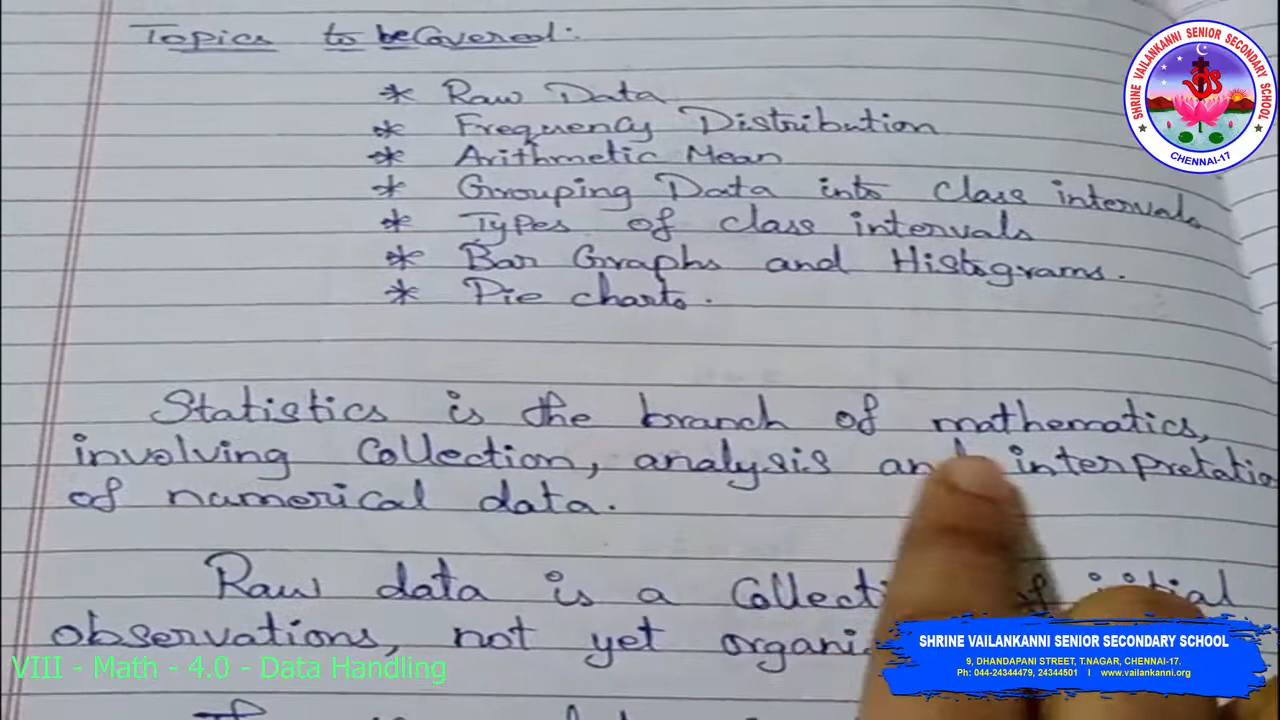 Topics to be Covered:
* Raw Data
* Frequency Distribution
* Arithmetic Mean
* Grouping Data into Class intervals
* Types of class intervals
* Bar Graphs and Histograms.
* Pie charts.
Statistics is the branch of mathematics,
involving Collection, analysis and interpretatio
of numerical data.
Raw data is a Collecti of initial
observations, not yet organi
SHRINE VAILANKANNI SENIOR SECONDARY SCHOOL
CHENNAI-17
SHRINE VAILANKANNI SENIOR SECONDARY SCHOOL
9, DHANDAPANI STREET, T.NAGAR, CHENNAI-17.
Ph: 044-24344479, 24344501 I www.vailankanni.org
VIII - Math - 4.0 - Data Handling